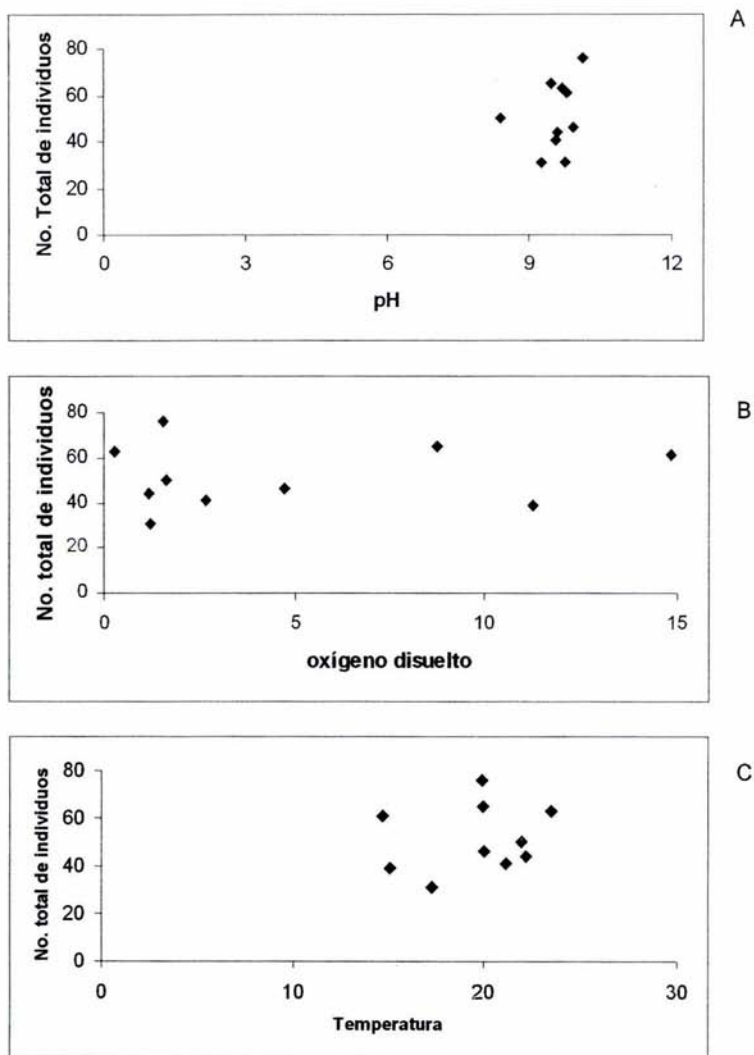 A
No. Total de individuos
80
60
40
20
0
0 3 6 9 12
pH
B
No. total de individuos
80
60
40
20
0
0 5 10 15
oxígeno disuelto
C
No. total de individuos
80
60
40
20
0
0 10 20 30
Temperatura